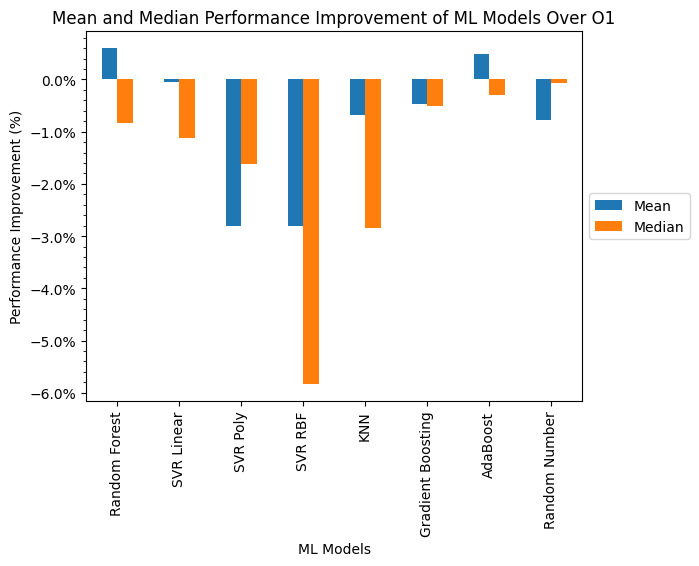 Mean and Median Performance Improvement of ML Models Over O1
Performance Improvement (%)
0.0%
−1.0%
−2.0%
−3.0%
−4.0%
−5.0%
−6.0%
Random Forest
SVR Linear
SVR Poly
SVR RBF
KNN
Gradient Boosting
AdaBoost
Random Number
ML Models
Mean
Median